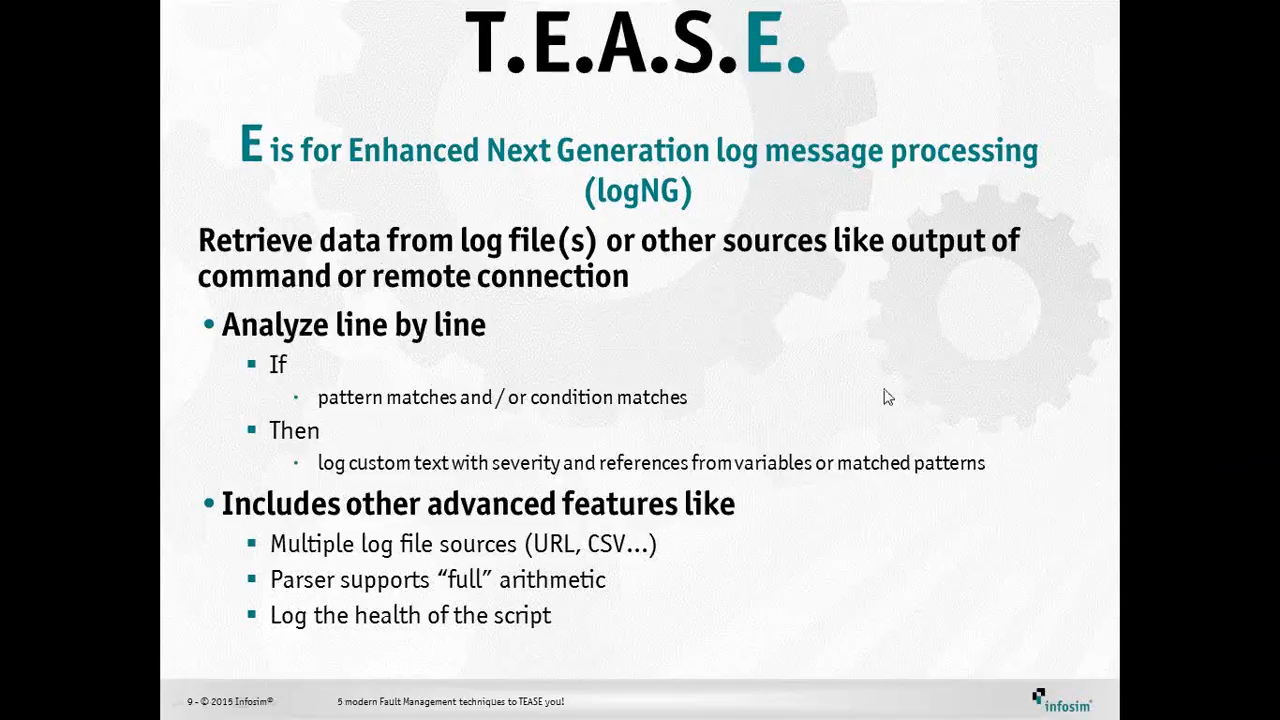 T.E.A.S.E.
E is for Enhanced Next Generation log message processing
(logNG)
Retrieve data from log file(s) or other sources like output of
command or remote connection
• Analyze line by line
▪ If
• pattern matches and / or condition matches
▪ Then
• log custom text with severity and references from variables or matched patterns
• Includes other advanced features like
▪ Multiple log file sources (URL, CSV...)
▪ Parser supports “full” arithmetic
▪ Log the health of the script
9 - © 2015 Infosim® 5 modern Fault Management techniques to TEASE you!
infosim®